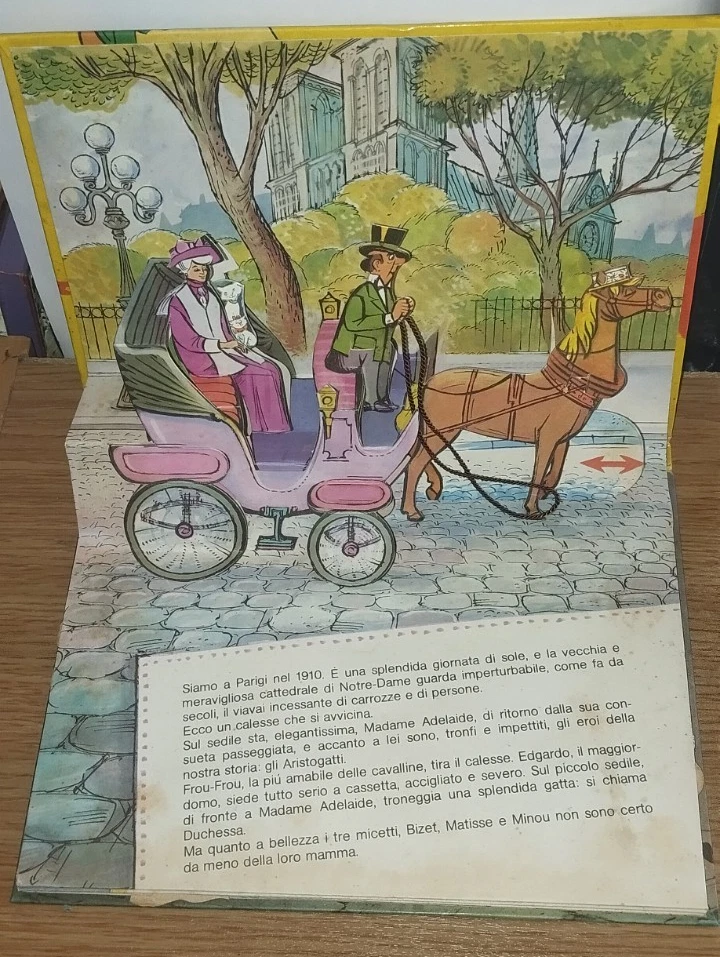 Siamo a Parigi nel 1910. É una splendida giornata di sole, e la vecchia e
meravigliosa cattedrale di Notre-Dame guarda imperturbabile, come fa da
secoli, il viavai incessante di carrozze e di persone.
Ecco un calesse che si avvicina.
Sul sedile sta, elegantissima, Madame Adelaide, di ritorno dalla sua con-
sueta passeggiata, e accanto a lei sono, tronfi e impettiti, gli eroi della
nostra storia: gli Aristogatti.
Frou-Frou, la piú amabile delle cavalline, tira il calesse. Edgardo, il maggior-
domo, siede tutto serio a cassetta, accigliato e severo. Sul piccolo sedile,
di fronte a Madame Adelaide, troneggia una splendida gatta: si chiama
Duchessa.
Ma quanto a bellezza i tre micetti, Bizet, Matisse e Minou non sono certo
da meno della loro mamma.